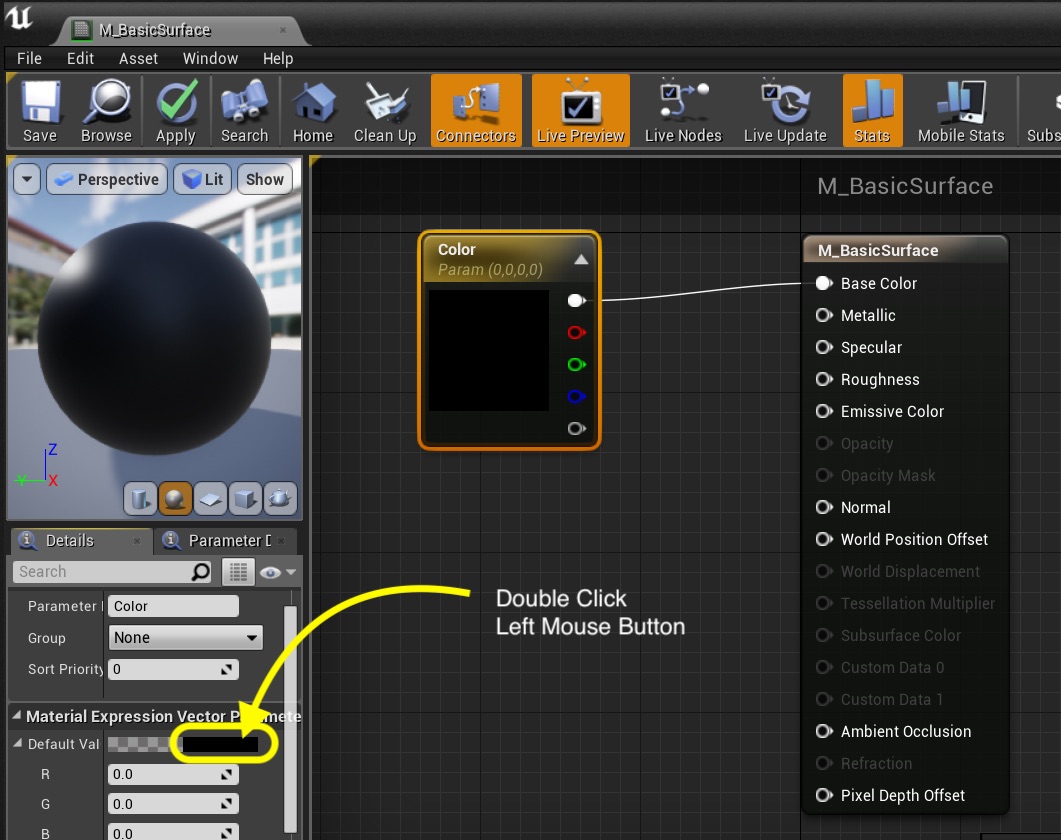 M_BasicSurface
File Edit Asset Window Help
Save Browse Apply Search Home Clean Up Connectors Live Preview Live Nodes Live Update Stats Mobile Stats Subs
Perspective Lit Show
M_BasicSurface
Color
Param (0,0,0,0)
M_BasicSurface
Base Color
Metallic
Specular
Roughness
Emissive Color
Opacity
Opacity Mask
Normal
World Position Offset
World Displacement
Tessellation Multiplier
Subsurface Color
Custom Data 0
Custom Data 1
Ambient Occlusion
Refraction
Pixel Depth Offset
Z
Y X
Details Parameter D
Search
Parameter Color
Group None
Sort Priority 0
Material Expression Vector Paramete
Default Val
R 0.0
G 0.0
B 0.0
Double Click
Left Mouse Button